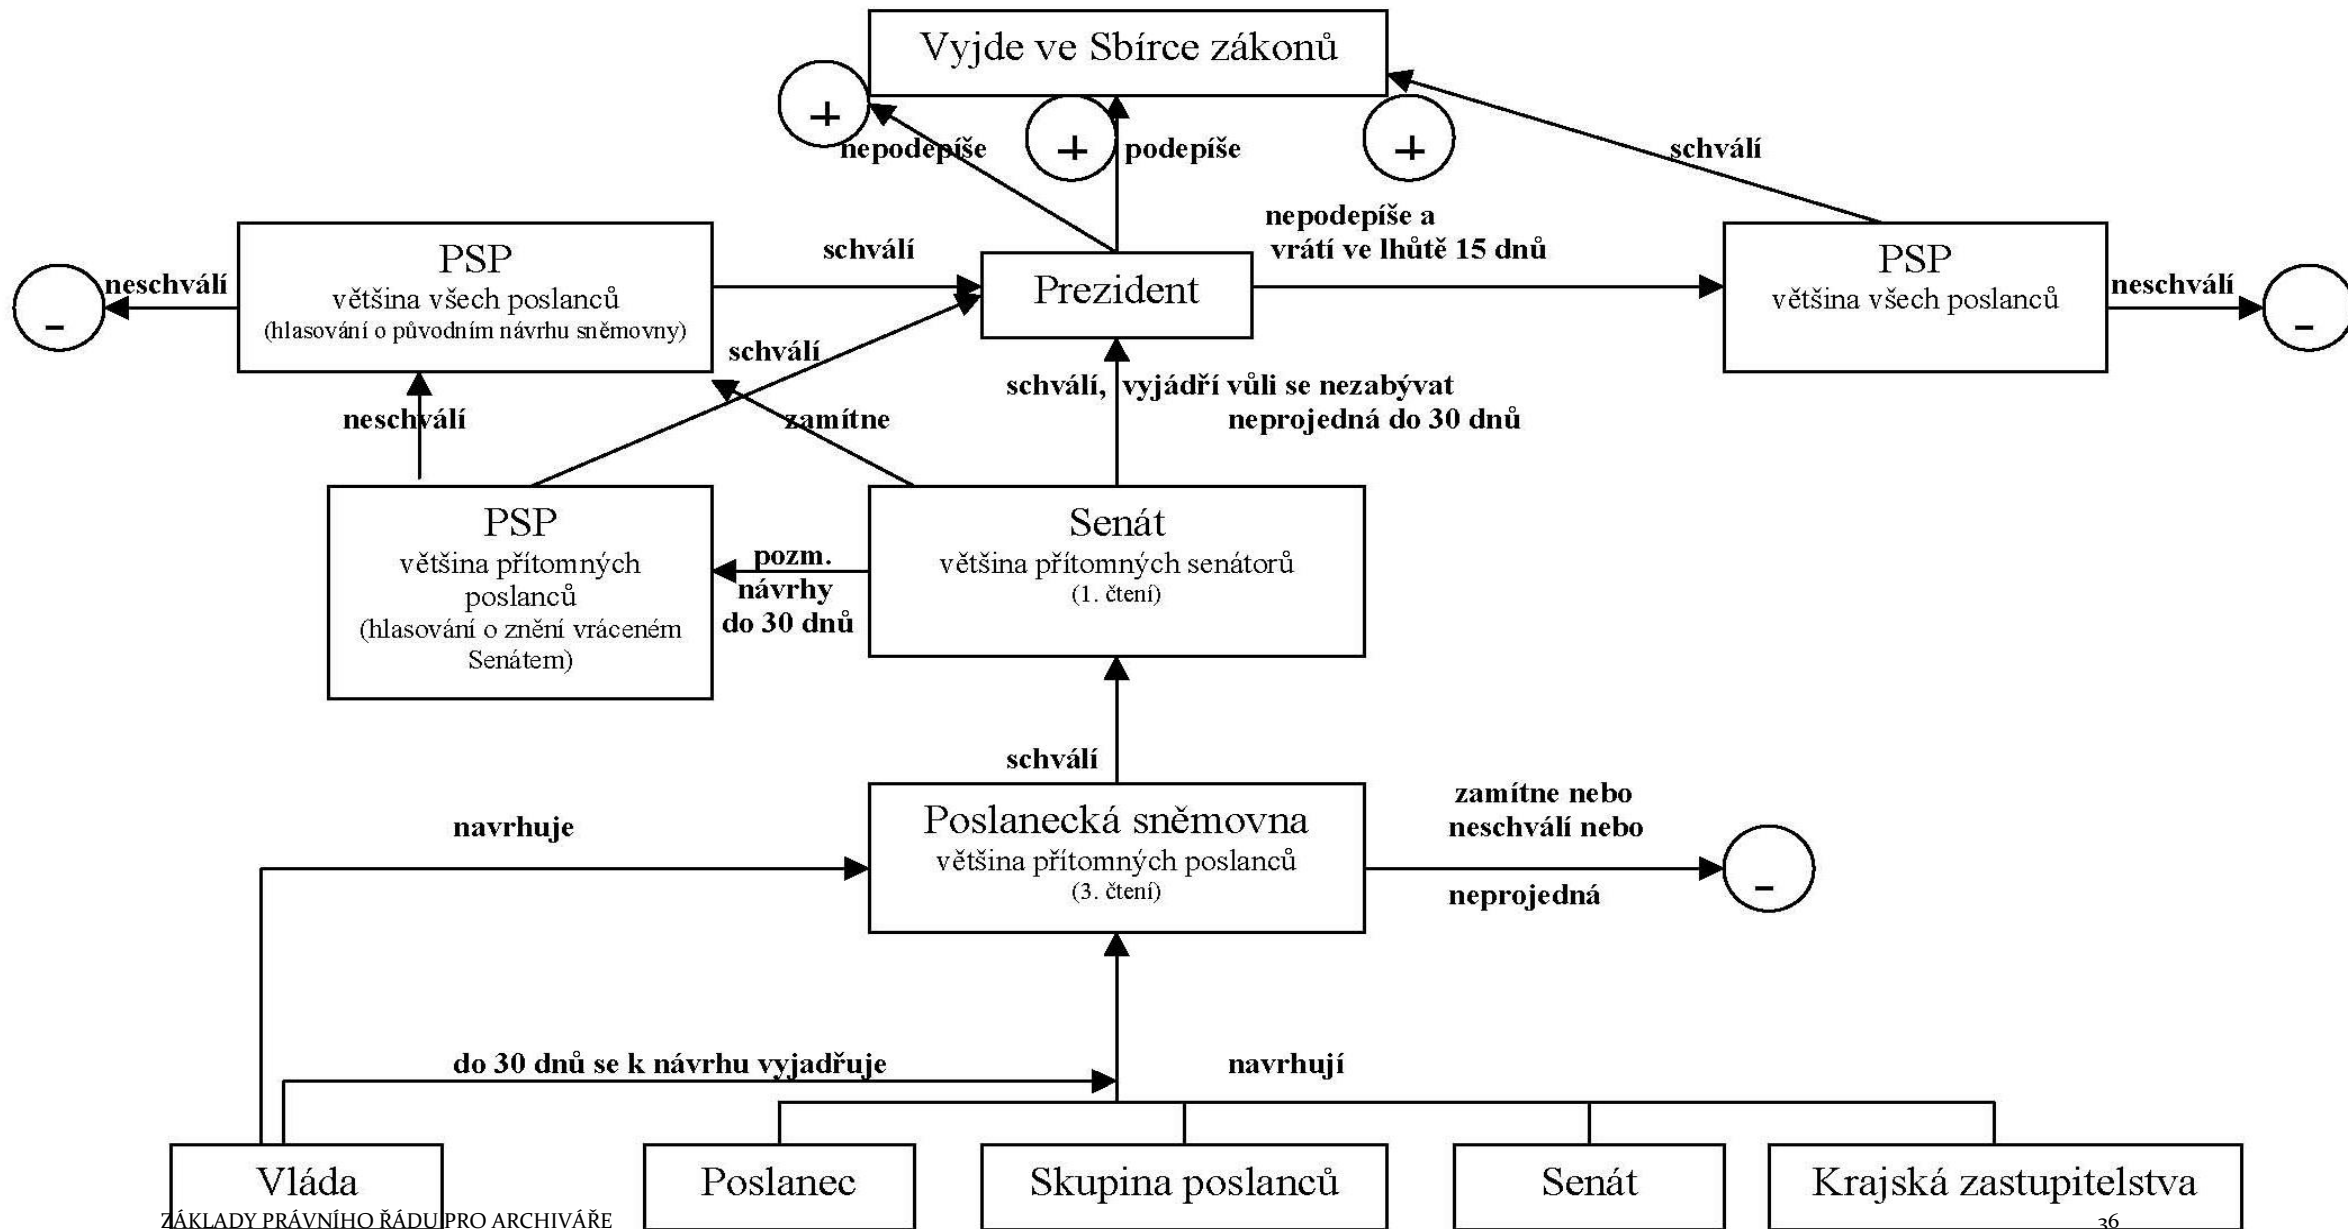 Vyjde ve Sbírce zákonů
+
+
+
nepodepíše
podepíše
schválí
nepodepíše a
vrátí ve lhůtě 15 dnů
PSP
většina všech poslanců
(hlasování o původním návrhu sněmovny)
neschválí
-
schválí
Prezident
PSP
většina všech poslanců
neschválí
-
schválí
schválí, vyjádří vůli se nezabývat
neprojedná do 30 dnů
neschválí
zamítne
PSP
většina přítomných
poslanců
(hlasování o znění vráceném
Senátem)
pozm.
návrhy
do 30 dnů
Senát
většina přítomných senátorů
(1. čtení)
schválí
navrhuje
Poslanecká sněmovna
většina přítomných poslanců
(3. čtení)
zamítne nebo
neschválí nebo
neprojedná
-
do 30 dnů se k návrhu vyjadřuje
navrhují
Vláda
Poslanec
Skupina poslanců
Senát
Krajská zastupitelstva
ZÁKLADY PRÁVNÍHO ŘÁDU PRO ARCHIVÁŘE
36